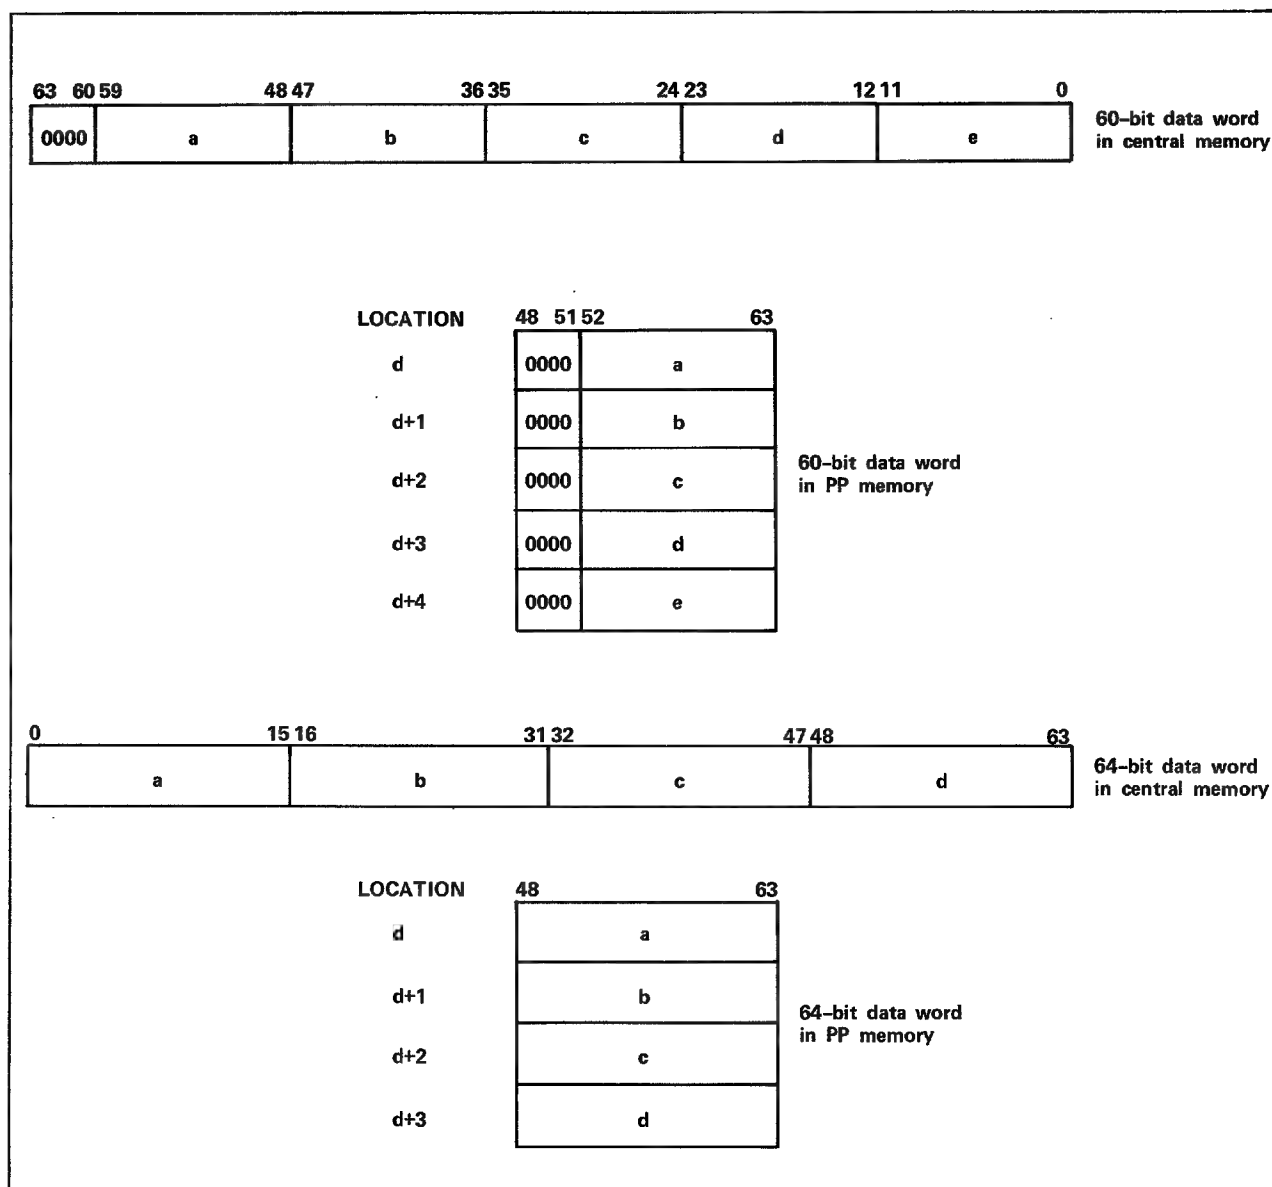 63 60 59 48 47 36 35 24 23 12 11 0
0000 a b c d e
60-bit data word
in central memory
LOCATION 48 51 52 63
d 0000 a
d+1 0000 b
d+2 0000 c
d+3 0000 d
d+4 0000 e
60-bit data word
in PP memory
0 15 16 31 32 47 48 63
a b c d
64-bit data word
in central memory
LOCATION 48 63
d a
d+1 b
d+2 c
d+3 d
64-bit data word
in PP memory